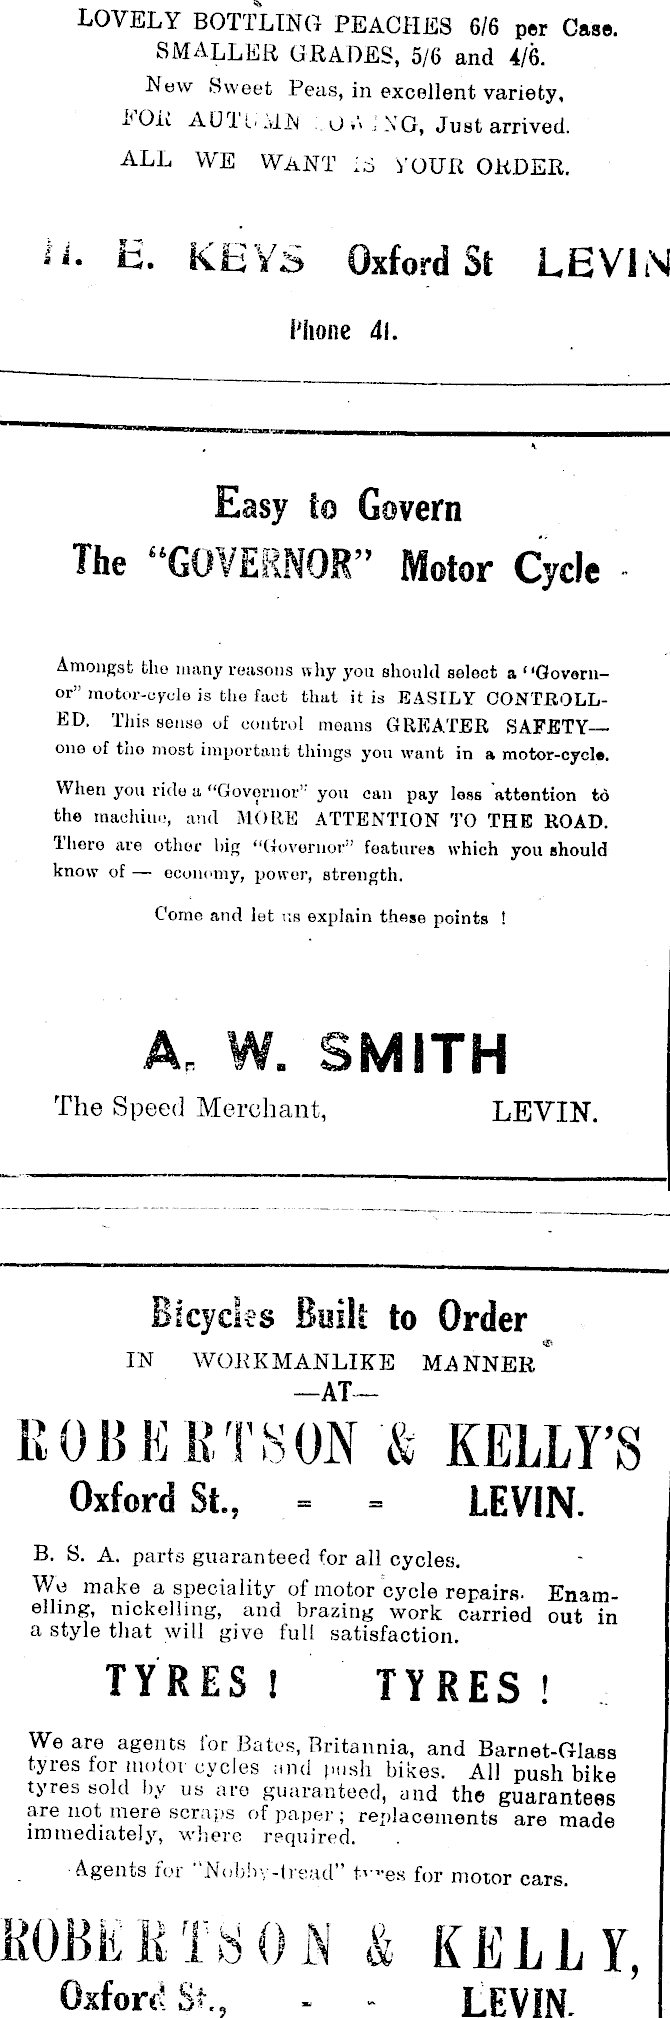 LOVELY BOTTLING PEACHES 6/6 per Case.
SMALLER GRADES, 5/6 and 4/6.
New Sweet Peas, in excellent variety,
FOR AUTUMN SOWING, Just arrived.
ALL WE WANT IS YOUR ORDER.
H. E. KEYS Oxford St LEVIN
Phone 41.
Easy to Govern
The "GOVERNOR" Motor Cycle
Amongst the many reasons why you should select a "Govern-
or" motor-cycle is the fact that it is EASILY CONTROLL-
ED. This sense of control means GREATER SAFETY—
one of the most important things you want in a motor-cycle.
When you ride a "Governor" you can pay less attention to
the machine, and MORE ATTENTION TO THE ROAD.
There are other big "Governor" features which you should
know of — economy, power, strength.
Come and let us explain these points !
A. W. SMITH
The Speed Merchant, LEVIN.
Bicycles Built to Order
IN WORKMANLIKE MANNER
—AT—
ROBERTSON & KELLY'S
Oxford St., = = LEVIN.
B. S. A. parts guaranteed for all cycles.
We make a speciality of motor cycle repairs. Enam-
elling, nickelling, and brazing work carried out in
a style that will give full satisfaction.
TYRES ! TYRES !
We are agents for Bates, Britannia, and Barnet-Glass
tyres for motor cycles and push bikes. All push bike
tyres sold by us are guaranteed, and the guarantees
are not mere scraps of paper ; replacements are made
immediately, where required.
Agents for "Nobby-tread" tyres for motor cars.
ROBERTSON & KELLY,
Oxford St., - - LEVIN.